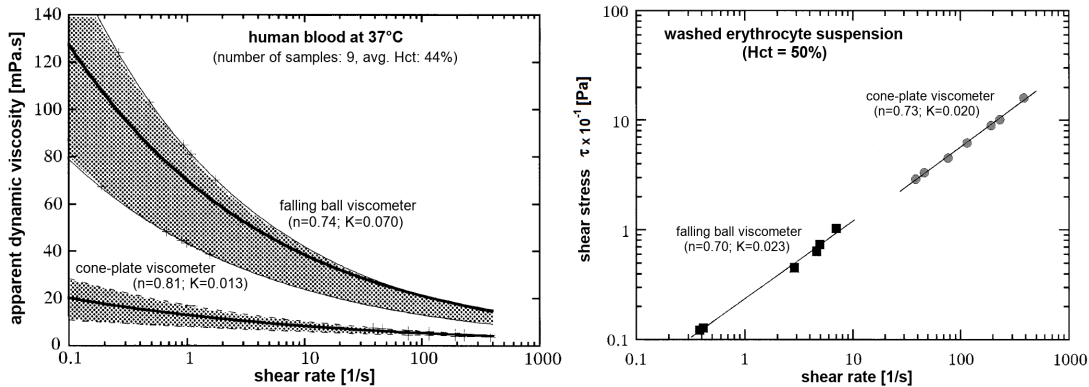 human blood at 37°C
(number of samples: 9, avg. Hct: 44%)
apparent dynamic viscosity [mPa.s]
140
120
100
80
60
40
20
0
falling ball viscometer
(n=0.74; K=0.070)
cone-plate viscometer
(n=0.81; K=0.013)
0.1
1
10
100
1000
shear rate [1/s]
washed erythrocyte suspension
(Hct = 50%)
shear stress τ x 10⁻¹ [Pa]
100
10
1
0.1
cone-plate viscometer
(n=0.73; K=0.020)
falling ball viscometer
(n=0.70; K=0.023)
0.1
1
10
100
1000
shear rate [1/s]